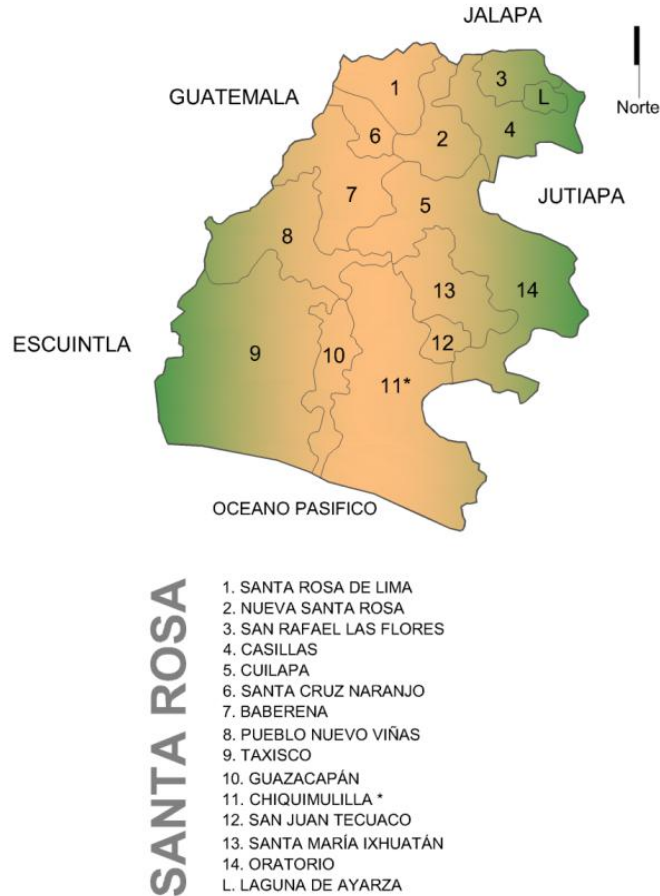 JALAPA
Norte
GUATEMALA
1
3
L
4
6
2
JUTIAPA
7
5
8
13
14
ESCUINTLA
9
10
12
11*
OCEANO PASIFICO
SANTA ROSA
1. SANTA ROSA DE LIMA
2. NUEVA SANTA ROSA
3. SAN RAFAEL LAS FLORES
4. CASILLAS
5. CUILAPA
6. SANTA CRUZ NARANJO
7. BABERENA
8. PUEBLO NUEVO VIÑAS
9. TAXISCO
10. GUAZACAPÁN
11. CHIQUIMULILLA *
12. SAN JUAN TECUACO
13. SANTA MARÍA IXHUATÁN
14. ORATORIO
L. LAGUNA DE AYARZA